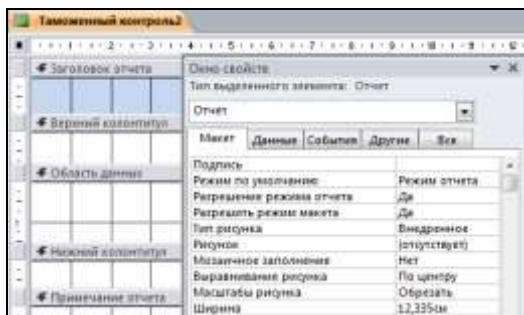 Таможенный контроль2
Заголовок отчета
Верхний колонтитул
Область данных
Нижний колонтитул
Примечание отчета
Окно свойств
Тип выделенного элемента: Отчет
Отчет
Макет Данные События Другие Все
Подпись
Режим по умолчанию Режим отчета
Разрешение режима отчета Да
Разрешить режим макета Да
Тип рисунка Внедренное
Рисунок (отсутствует)
Мозаичное заполнение Нет
Выравнивание рисунка По центру
Масштабы рисунка Обрезать
Ширина 12,335см